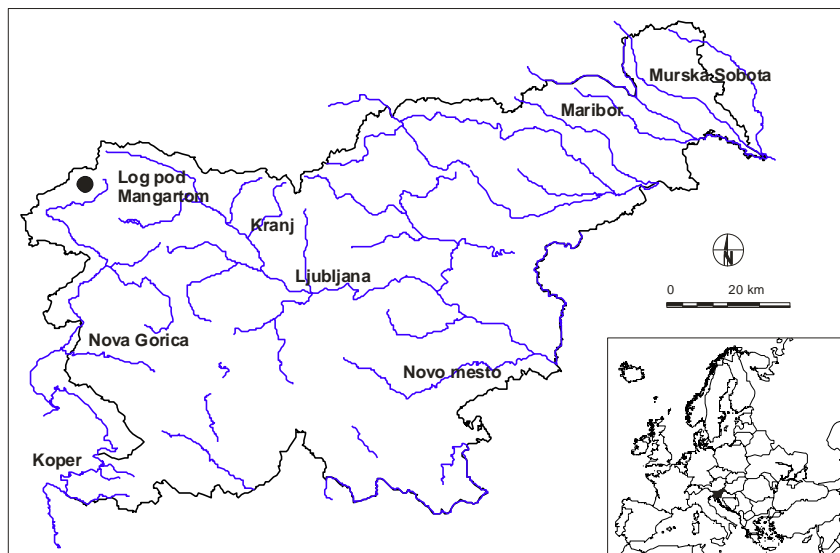 Murska Sobota
Maribor
Log pod
Mangartom
Kranj
Ljubljana
N
0 20 km
Nova Gorica
Novo mesto
Koper